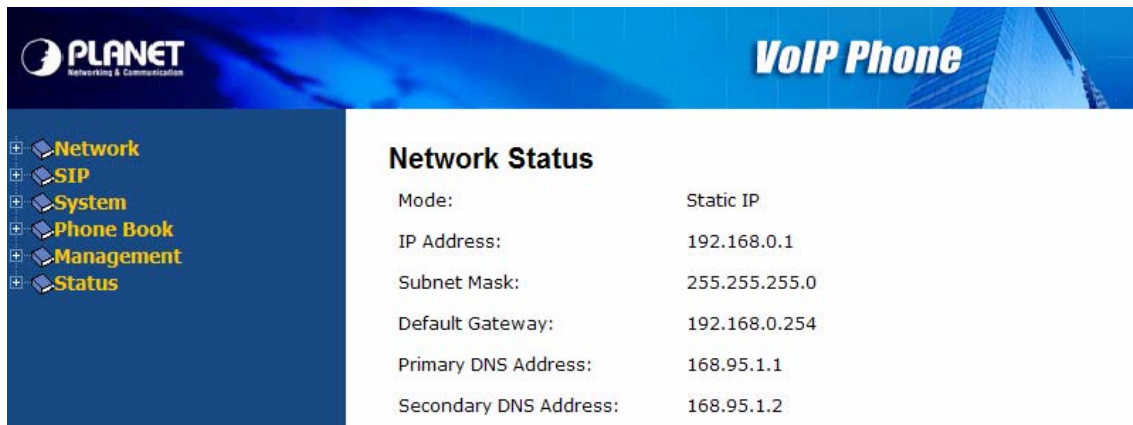 PLANET
Networking & Communication
VoIP Phone
Network
SIP
System
Phone Book
Management
Status
Network Status
Mode: Static IP
IP Address: 192.168.0.1
Subnet Mask: 255.255.255.0
Default Gateway: 192.168.0.254
Primary DNS Address: 168.95.1.1
Secondary DNS Address: 168.95.1.2